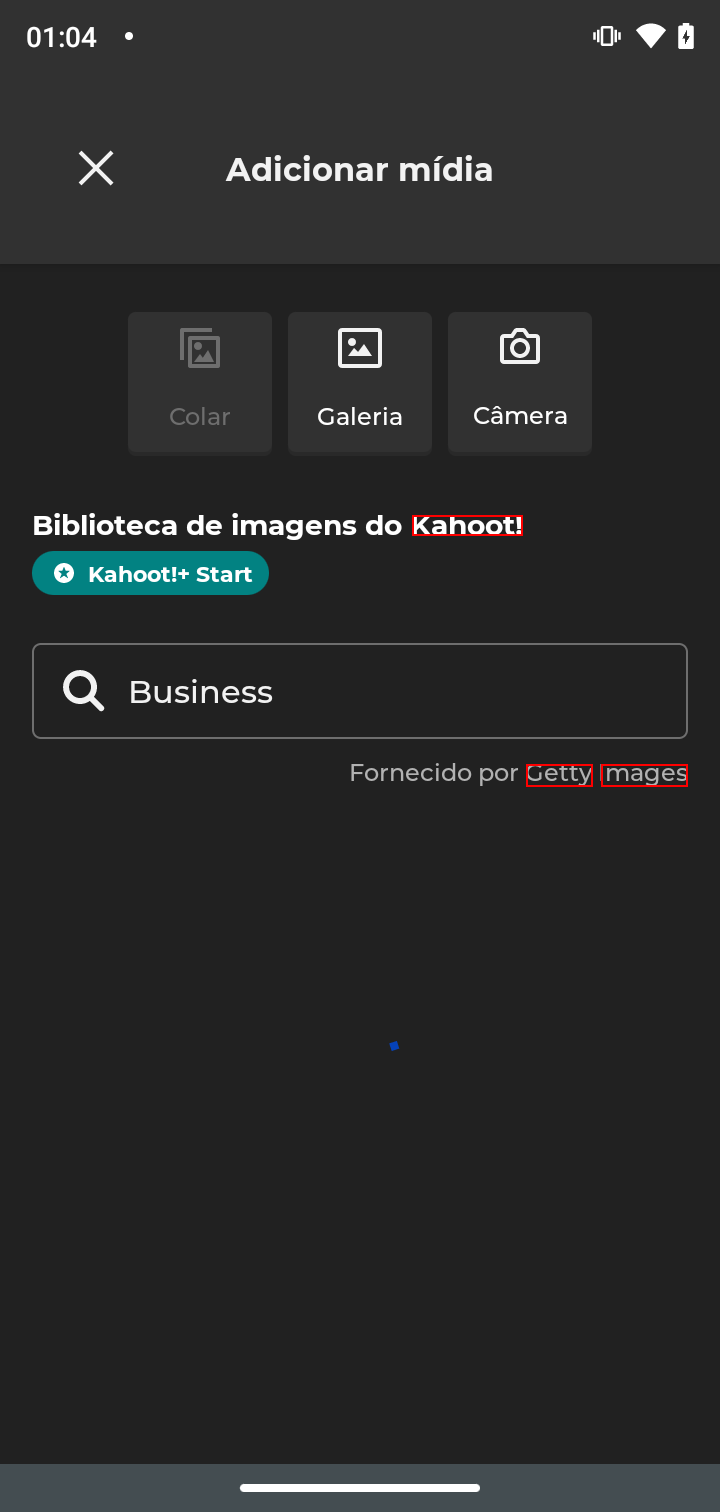 01:04
Adicionar mídia
Colar
Galeria
Câmera
Biblioteca de imagens do Kahoot!
Kahoot!+ Start
Business
Fornecido por Getty Images